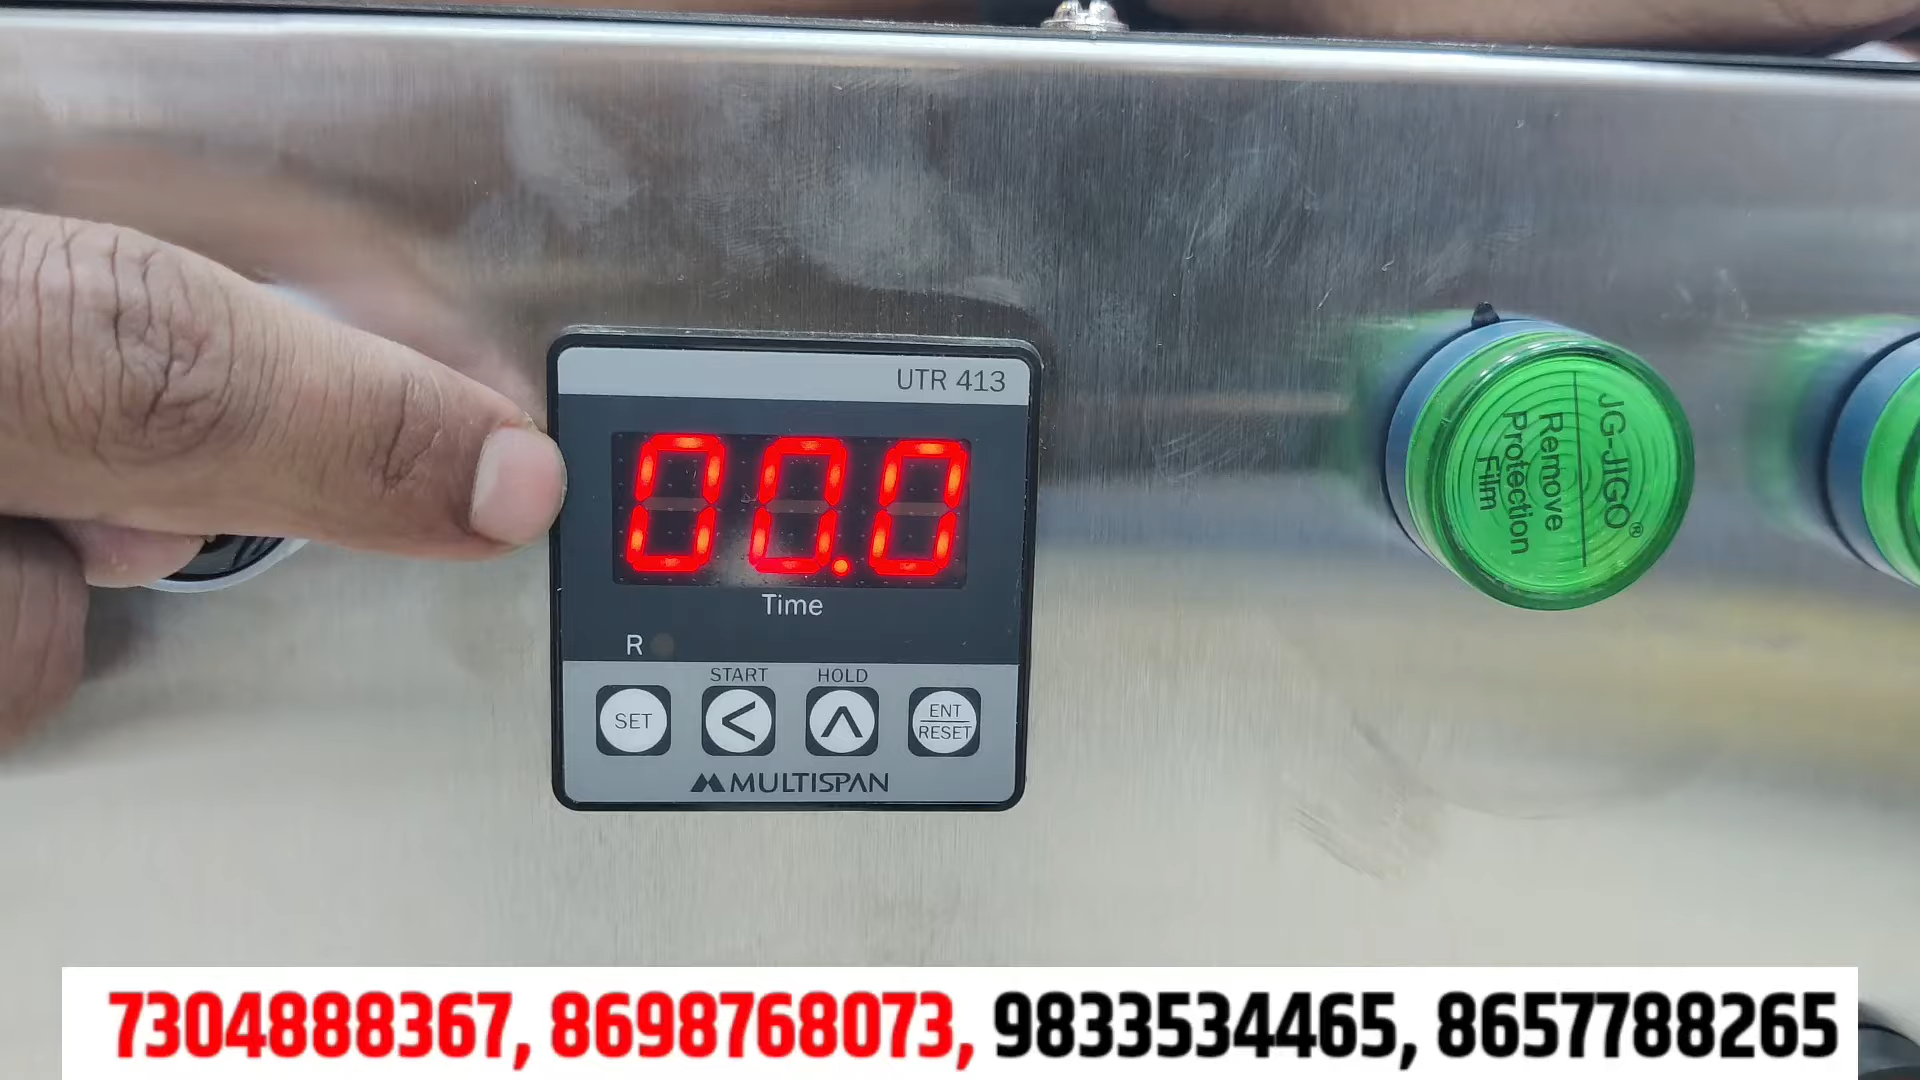 UTR 413
00.0
Time
R
START HOLD
SET < ENT
RESET
MULTISPAN
JG-JIGO®
Remove
Protection
Film
7304888367, 8698768073, 9833534465, 8657788265